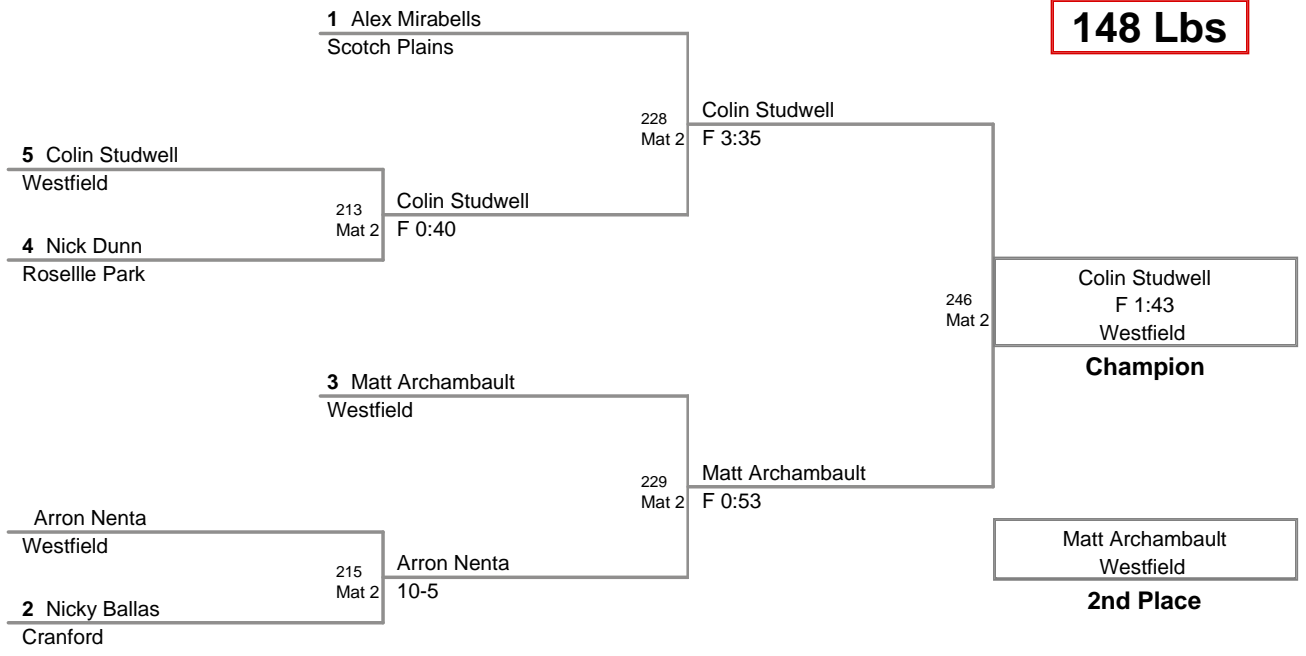 148 Lbs
1 Alex Mirabells
Scotch Plains
228
Mat 2
Colin Studwell
F 3:35
5 Colin Studwell
Westfield
213
Mat 2
Colin Studwell
F 0:40
4 Nick Dunn
Rosellle Park
246
Mat 2
Colin Studwell
F 1:43
Westfield
Champion
3 Matt Archambault
Westfield
229
Mat 2
Matt Archambault
F 0:53
Arron Nenta
Westfield
215
Mat 2
Arron Nenta
10-5
2 Nicky Ballas
Cranford
Matt Archambault
Westfield
2nd Place